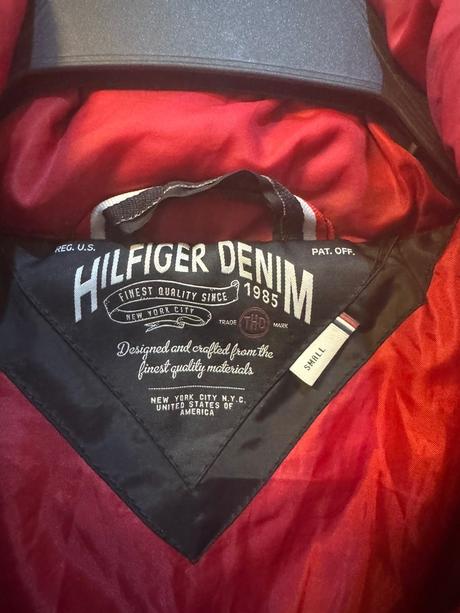 REG. U.S. PAT. OFF.
HILFIGER DENIM
FINEST QUALITY SINCE 1985
NEW YORK CITY
TRADE THD MARK
Designed and crafted from the
finest quality materials
NEW YORK CITY N.Y.C.
UNITED STATES OF
AMERICA
SMALL